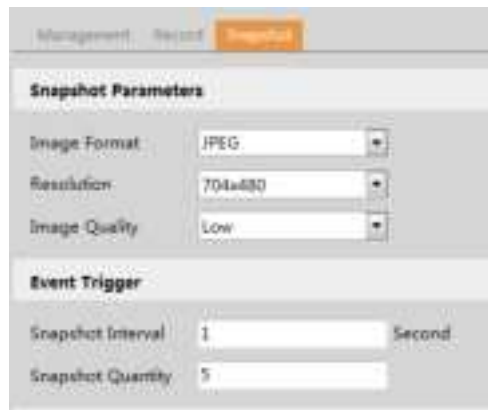 Management Record Snapshot
Snapshot Parameters
Image Format JPEG
Resolution 704x480
Image Quality Low
Event Trigger
Snapshot Interval 1 Second
Snapshot Quantity 5